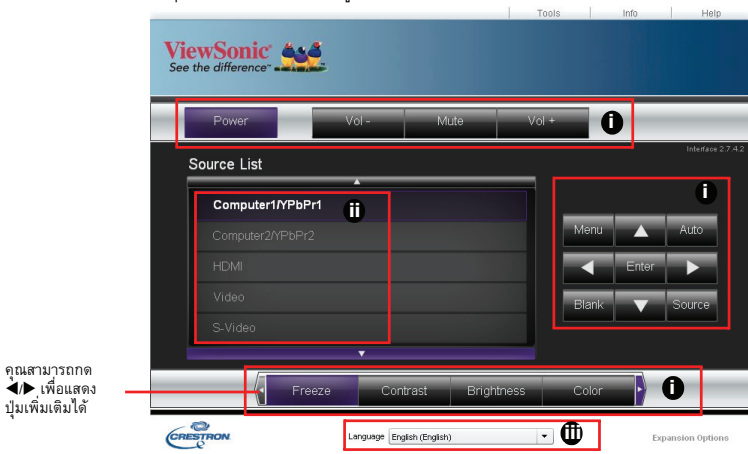 Tools Info Help
ViewSonic®
See the difference™
Power Vol - Mute Vol + i
Interface 2.7.4.2
Source List
i
Computer1/YPbPr1 ii
Computer2/YPbPr2
HDMI
Video
S-Video
Menu Auto
Enter
Blank Source
คุณสามารถกด
◀/▶ เพื่อแสดง
ปุ่มเพิ่มเติมได้
Freeze Contrast Brightness Color i
CRESTRON
Language English (English) iii
Expansion Options